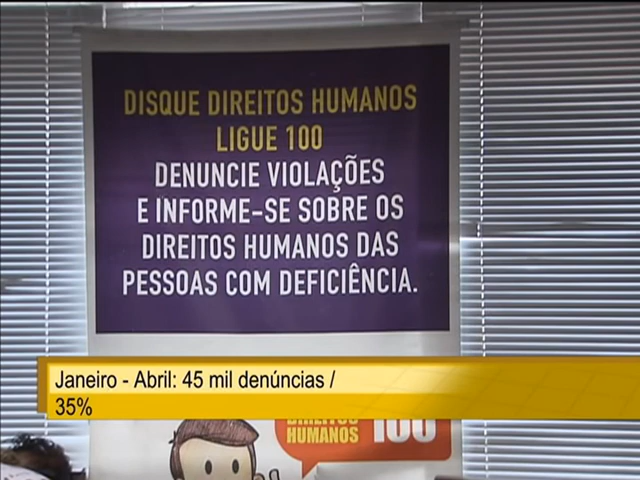 DISQUE DIREITOS HUMANOS
LIGUE 100
DENUNCIE VIOLAÇÕES
E INFORME-SE SOBRE OS
DIREITOS HUMANOS DAS
PESSOAS COM DEFICIÊNCIA.
Janeiro - Abril: 45 mil denúncias /
35%
DIREITOS
HUMANOS 100